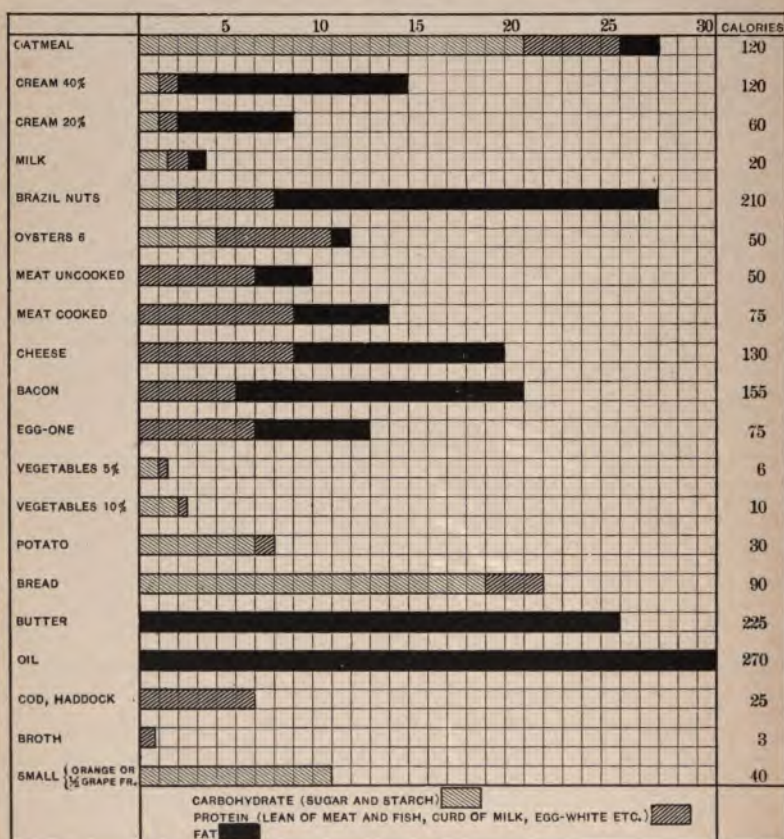 5 10 15 20 25 30 CALORIES
OATMEAL 120
CREAM 40% 120
CREAM 20% 60
MILK 20
BRAZIL NUTS 210
OYSTERS 6 50
MEAT UNCOOKED 50
MEAT COOKED 75
CHEESE 130
BACON 155
EGG-ONE 75
VEGETABLES 5% 6
VEGETABLES 10% 10
POTATO 30
BREAD 90
BUTTER 225
OIL 270
COD, HADDOCK 25
BROTH 3
SMALL { ORANGE OR
½ GRAPE FR. 40
CARBOHYDRATE (SUGAR AND STARCH)
PROTEIN (LEAN OF MEAT AND FISH, CURD OF MILK, EGG-WHITE ETC.)
FAT